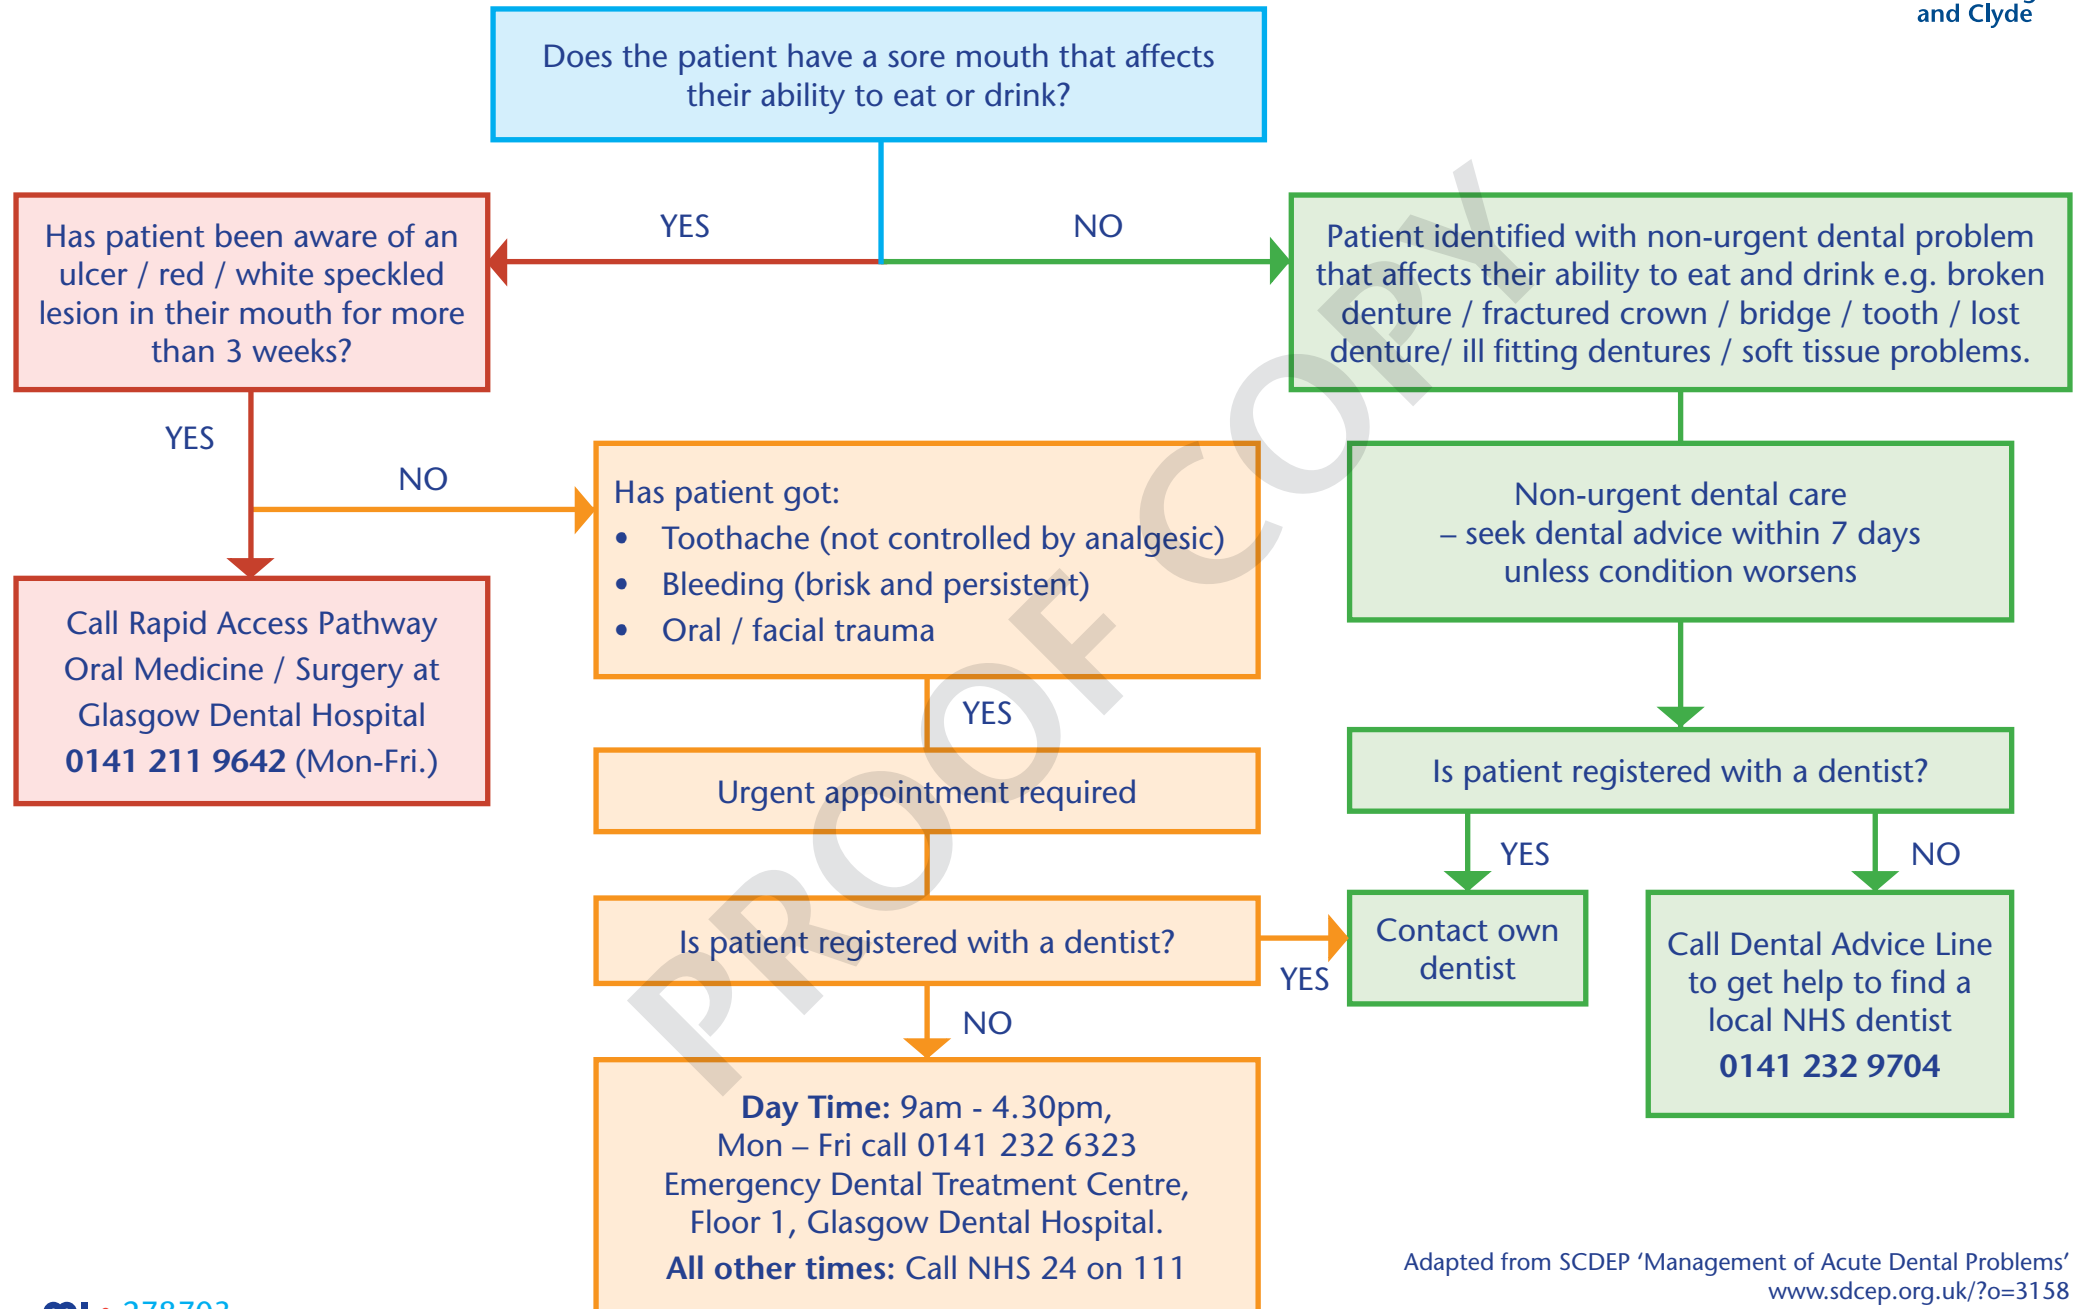 and Clyde
Does the patient have a sore mouth that affects
their ability to eat or drink?
YES
NO
Has patient been aware of an
ulcer / red / white speckled
lesion in their mouth for more
than 3 weeks?
Patient identified with non-urgent dental problem
that affects their ability to eat and drink e.g. broken
denture / fractured crown / bridge / tooth / lost
denture/ ill fitting dentures / soft tissue problems.
YES
NO
Call Rapid Access Pathway
Oral Medicine / Surgery at
Glasgow Dental Hospital
0141 211 9642 (Mon-Fri.)
Has patient got:
• Toothache (not controlled by analgesic)
• Bleeding (brisk and persistent)
• Oral / facial trauma
YES
Urgent appointment required
Is patient registered with a dentist?
YES
NO
Day Time: 9am - 4.30pm,
Mon – Fri call 0141 232 6323
Emergency Dental Treatment Centre,
Floor 1, Glasgow Dental Hospital.
All other times: Call NHS 24 on 111
Non-urgent dental care
– seek dental advice within 7 days
unless condition worsens
Is patient registered with a dentist?
YES
NO
Contact own
dentist
Call Dental Advice Line
to get help to find a
local NHS dentist
0141 232 9704
PROOF COPY
Adapted from SCDEP ‘Management of Acute Dental Problems’
www.sdcep.org.uk/?o=3158